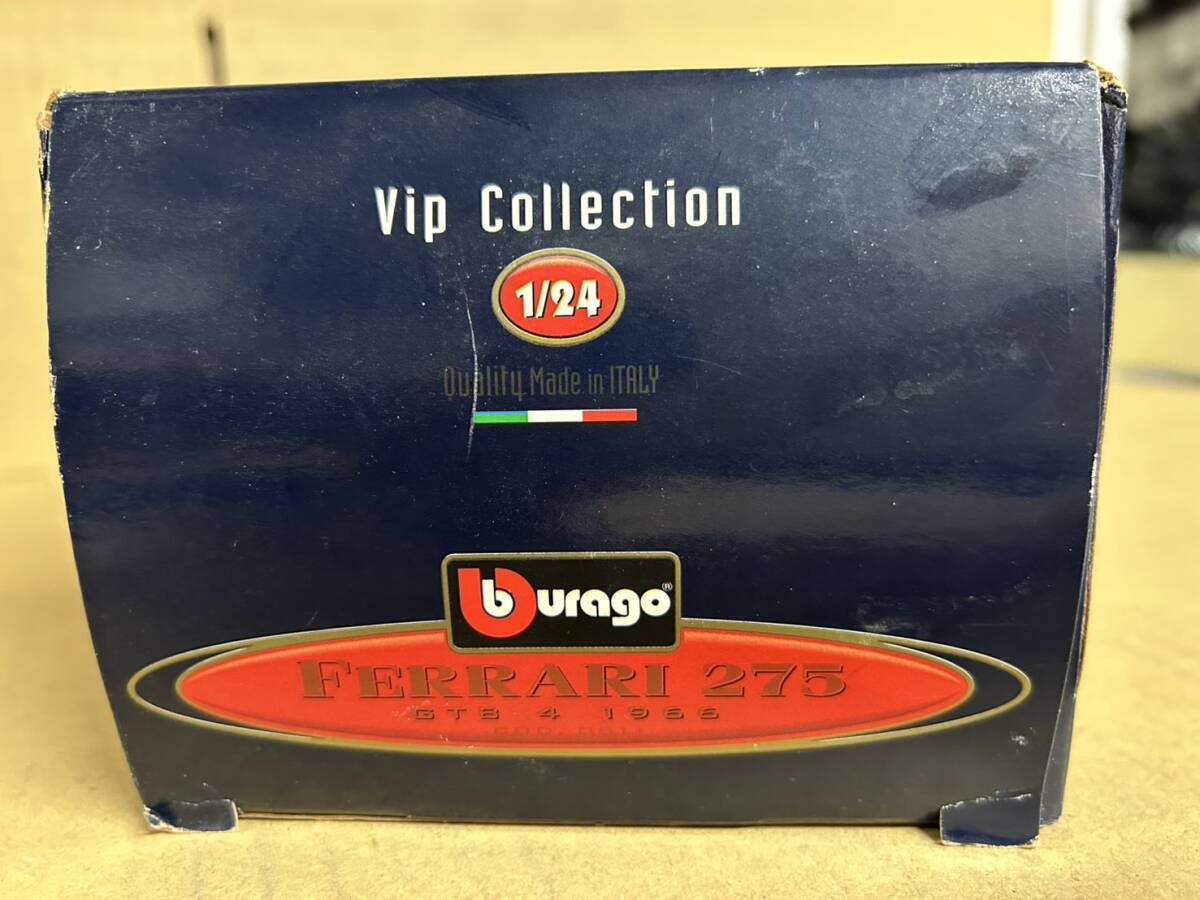 Vip Collection
1/24
Quality Made in ITALY
burago®
FERRARI 275
GTB 4 1966